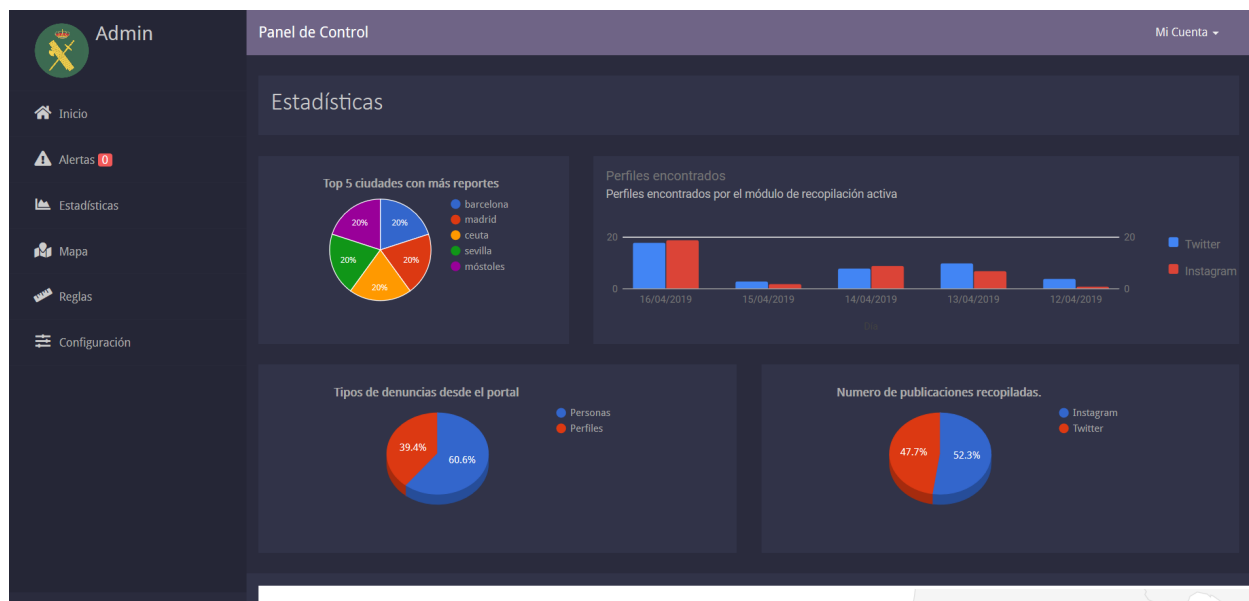 Admin
Inicio
Alertas 0
Estadísticas
Mapa
Reglas
Configuración
Panel de Control
Mi Cuenta
Estadísticas
Top 5 ciudades con más reportes
20%
20%
20%
20%
20%
barcelona
madrid
ceuta
sevilla
móstoles
Perfiles encontrados
Perfiles encontrados por el módulo de recopilación activa
20
20
0
0
16/04/2019
15/04/2019
14/04/2019
13/04/2019
12/04/2019
Día
Twitter
Instagram
Tipos de denuncias desde el portal
39.4%
60.6%
Personas
Perfiles
Numero de publicaciones recopiladas.
47.7%
52.3%
Instagram
Twitter